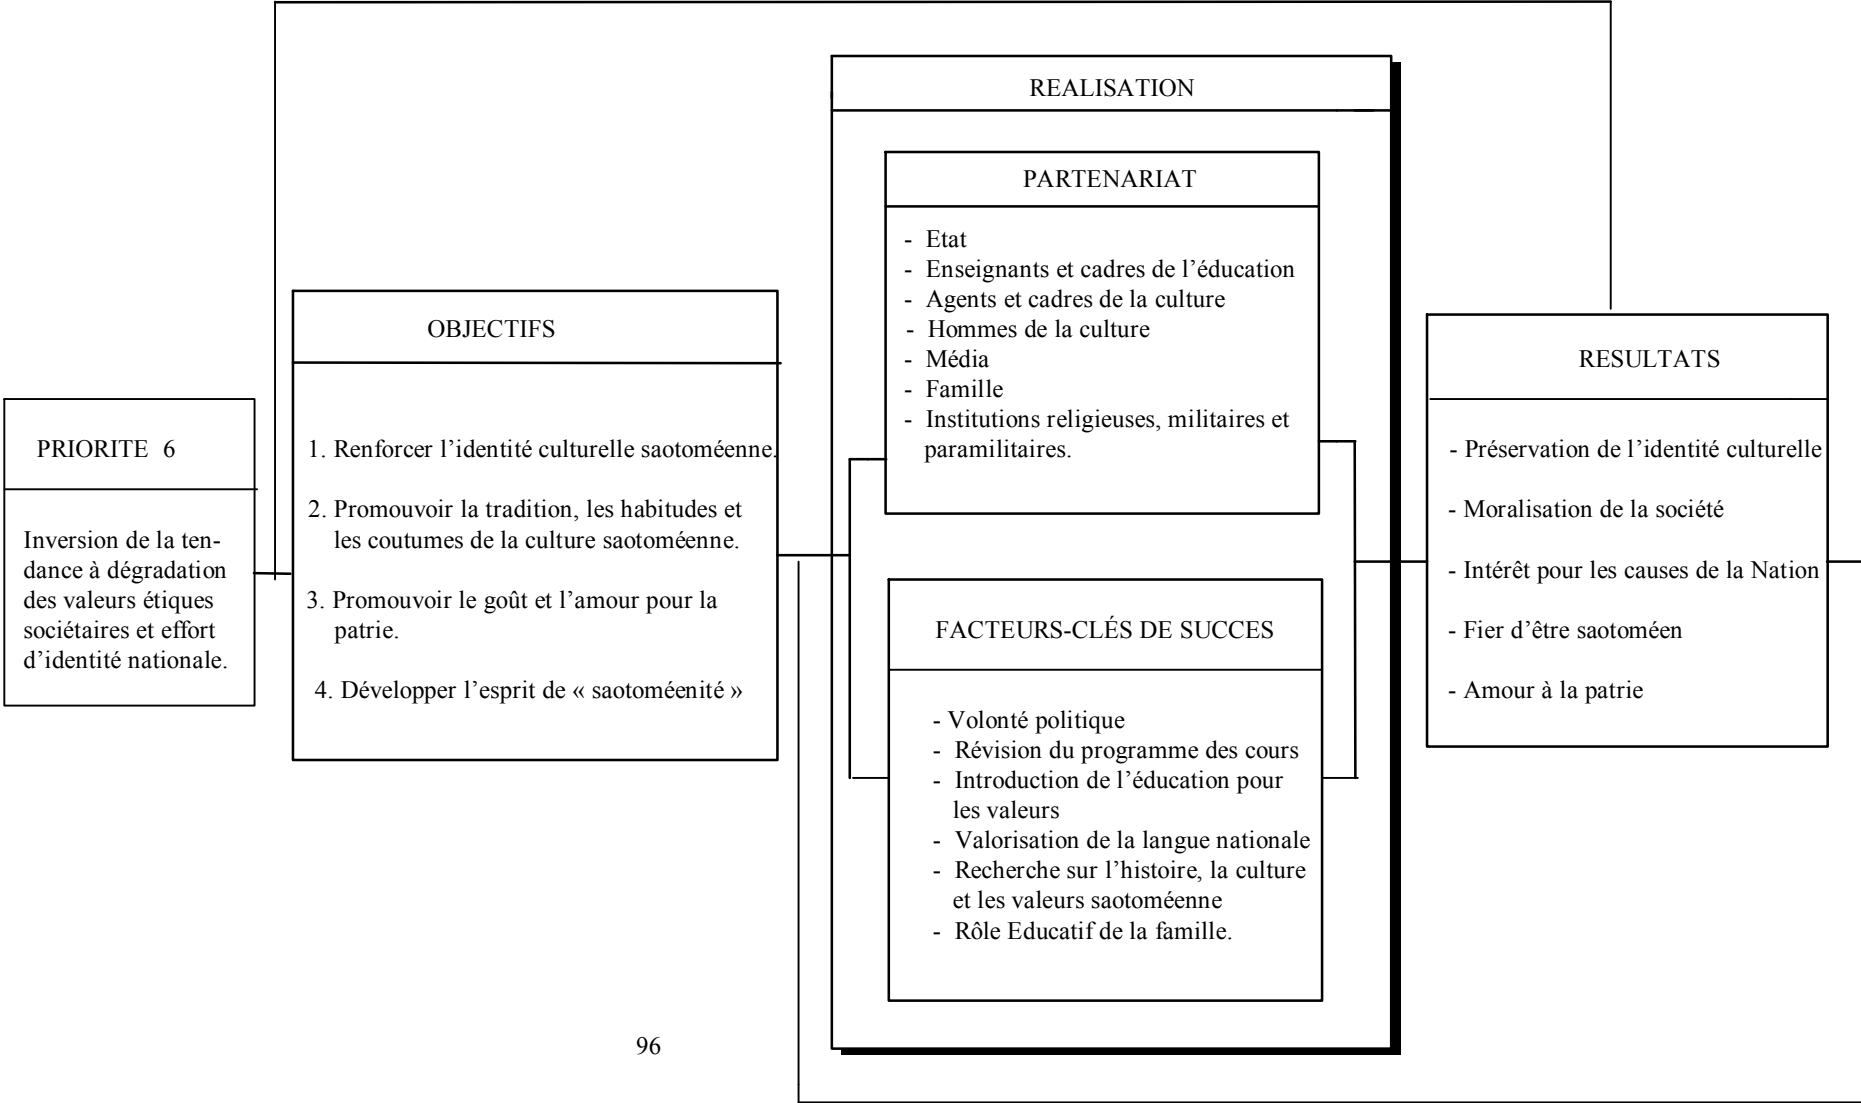 PRIORITE 6
Inversion de la ten-
dance à dégradation
des valeurs étiques
sociétaires et effort
d’identité nationale.
OBJECTIFS
1. Renforcer l’identité culturelle saotoméenne.
2. Promouvoir la tradition, les habitudes et
les coutumes de la culture saotoméenne.
3. Promouvoir le goût et l’amour pour la
patrie.
4. Développer l’esprit de « saotoméenité »
REALISATION
PARTENARIAT
- Etat
- Enseignants et cadres de l’éducation
- Agents et cadres de la culture
- Hommes de la culture
- Média
- Famille
- Institutions religieuses, militaires et
paramilitaires.
FACTEURS-CLÉS DE SUCCES
- Volonté politique
- Révision du programme des cours
- Introduction de l’éducation pour
les valeurs
- Valorisation de la langue nationale
- Recherche sur l’histoire, la culture
et les valeurs saotoméenne
- Rôle Educatif de la famille.
RESULTATS
- Préservation de l’identité culturelle
- Moralisation de la société
- Intérêt pour les causes de la Nation
- Fier d’être saotoméen
- Amour à la patrie
96